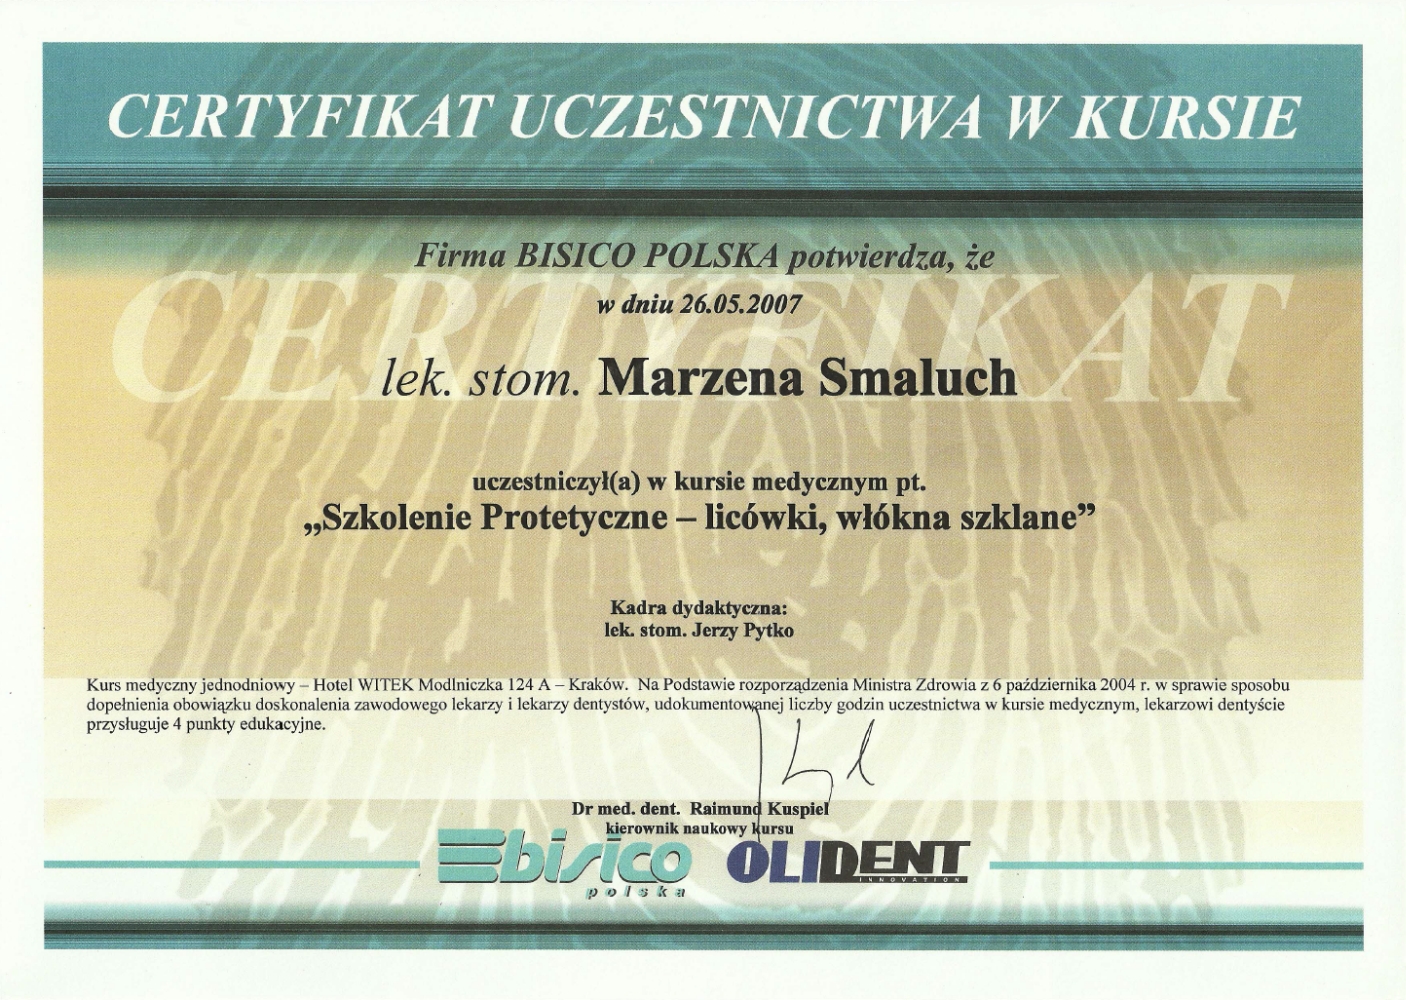 CERTYFIKAT UCZESTNICTWA W KURSIE
CERTYFIKAT
Firma BISICO POLSKA potwierdza, że
w dniu 26.05.2007
lek. stom. Marzena Smaluch
uczestniczył(a) w kursie medycznym pt.
„Szkolenie Protetyczne – licówki, włókna szklane”
Kadra dydaktyczna:
lek. stom. Jerzy Pytko
Kurs medyczny jednodniowy – Hotel WITEK Modlniczka 124 A – Kraków. Na Podstawie rozporządzenia Ministra Zdrowia z 6 października 2004 r. w sprawie sposobu
dopełnienia obowiązku doskonalenia zawodowego lekarzy i lekarzy dentystów, udokumentowanej liczby godzin uczestnictwa w kursie medycznym, lekarzowi dentyście
przysługuje 4 punkty edukacyjne.
Dr med. dent. Raimund Kuspiel
kierownik naukowy kursu
bisico
polska
OLIDENT
INNOVATION